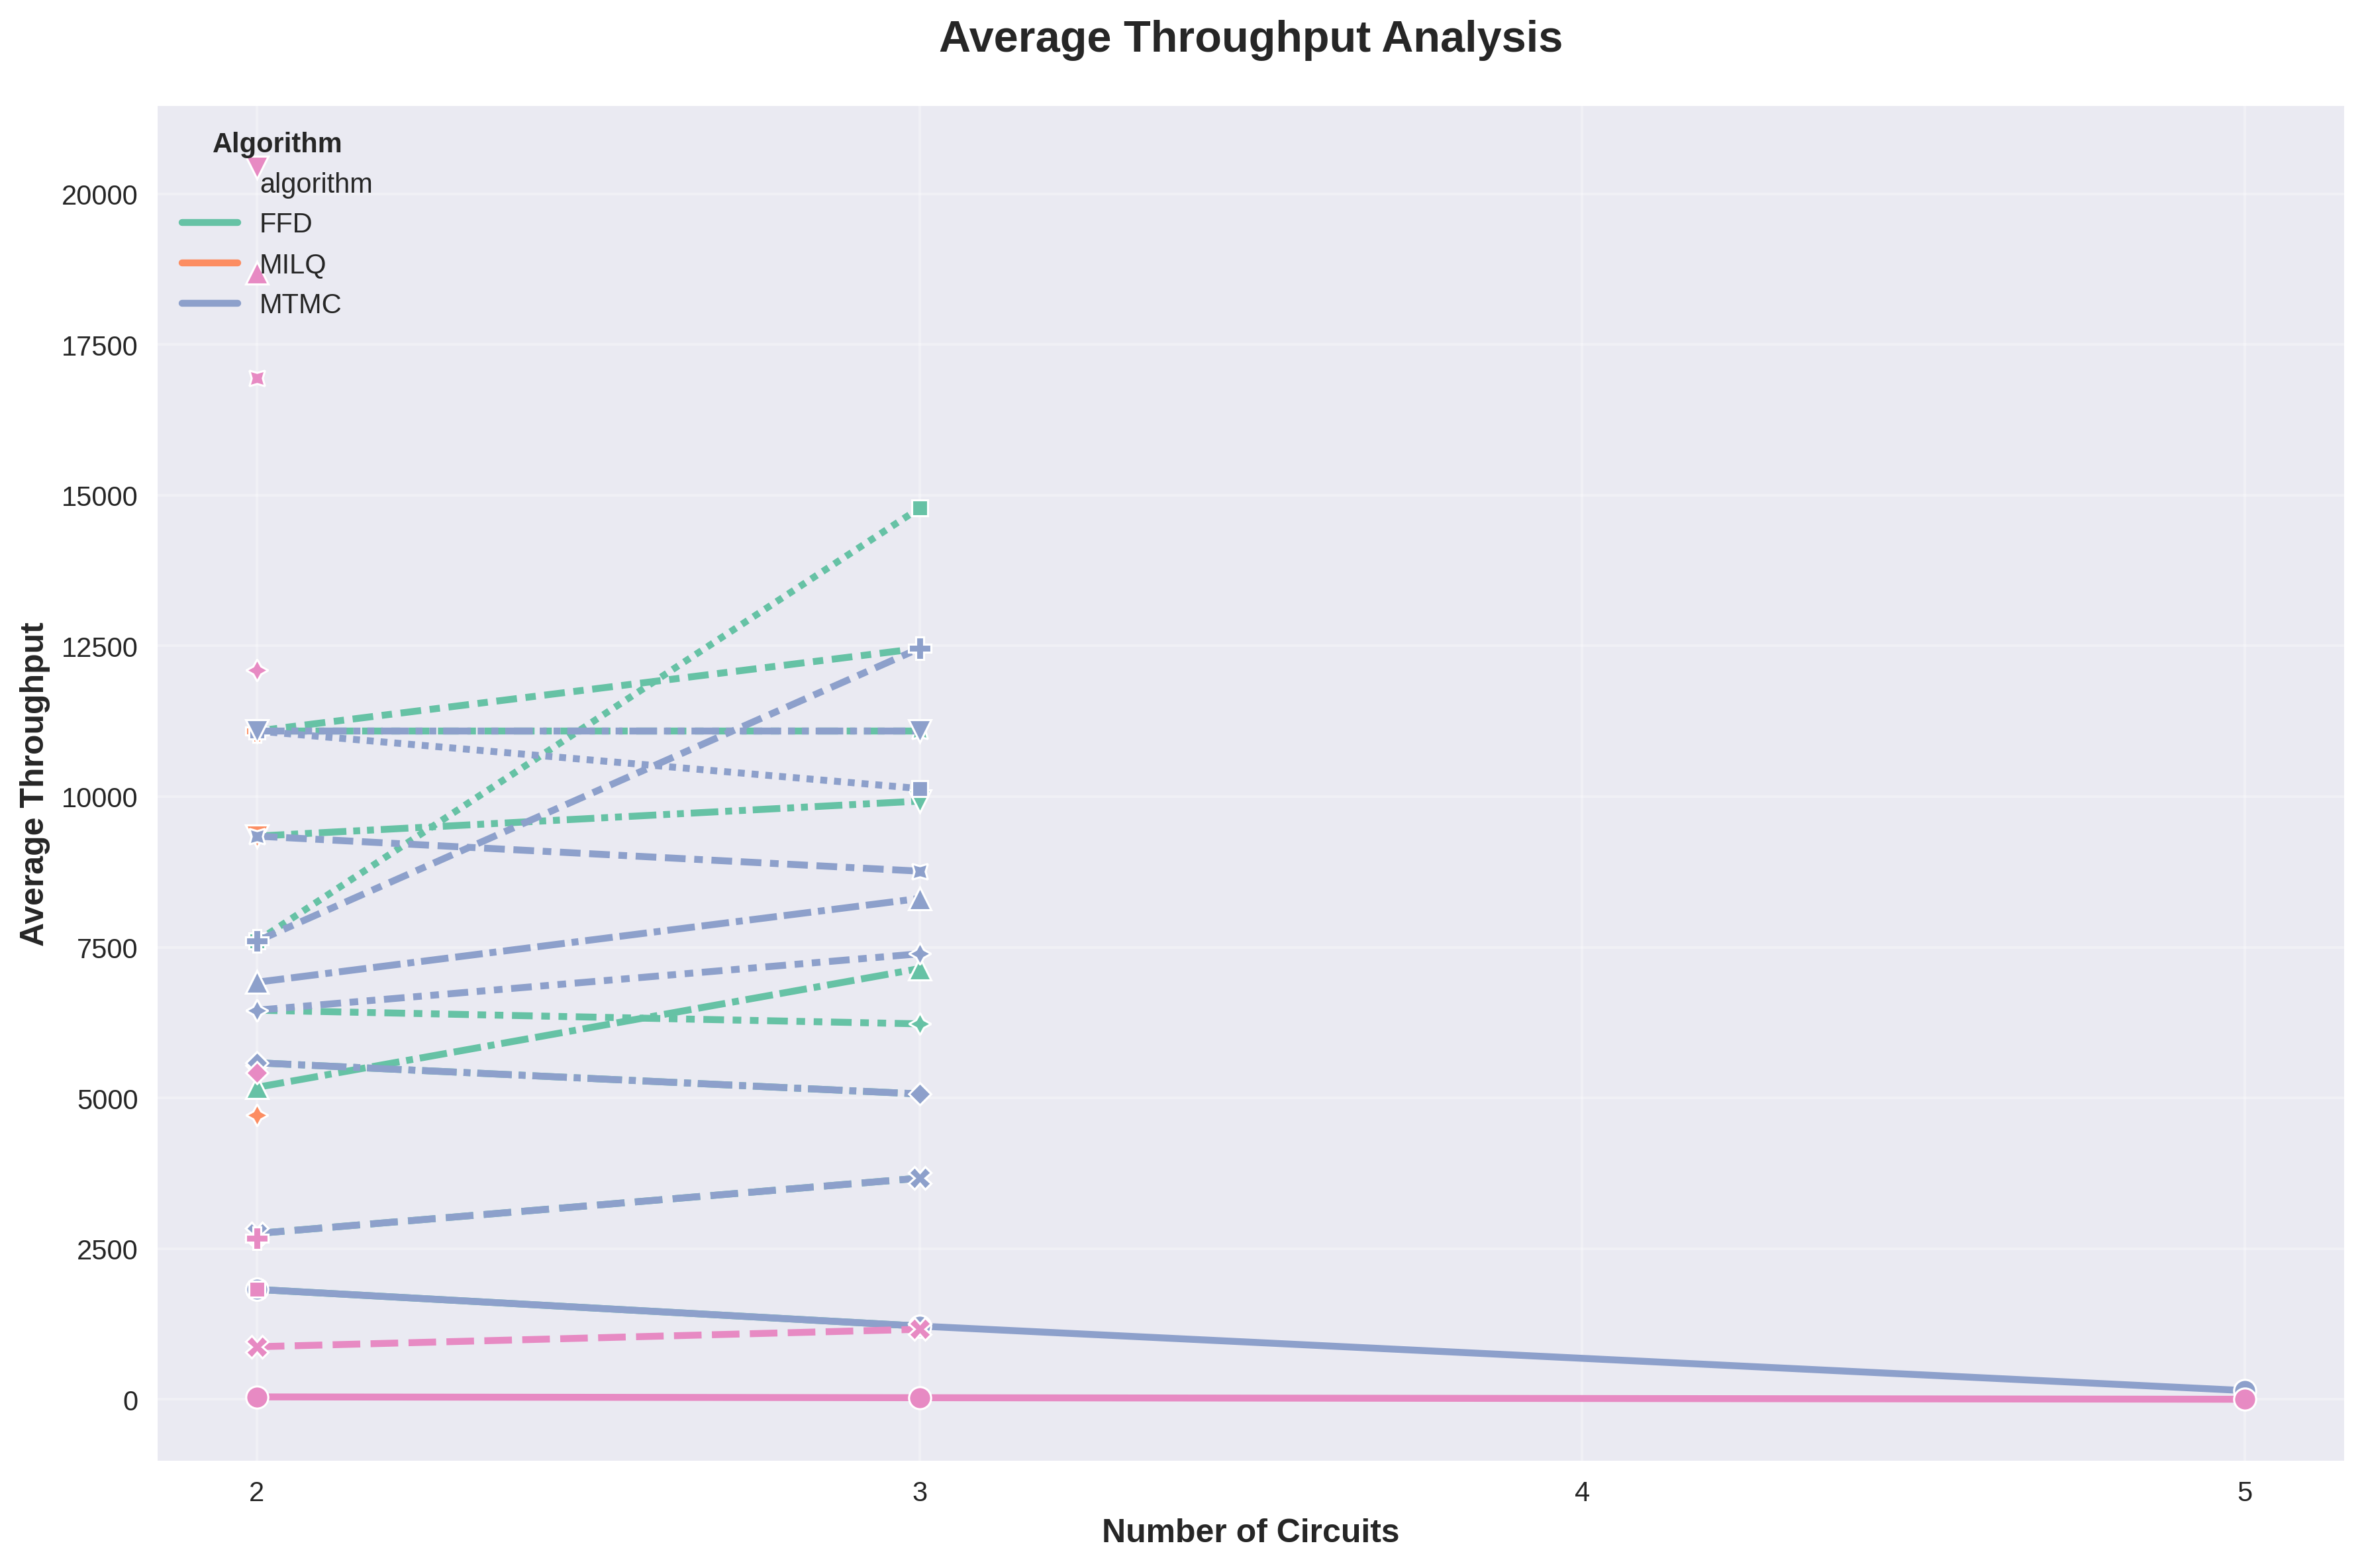 Average Throughput Analysis
Algorithm
algorithm
FFD
MILQ
MTMC
20000
17500
15000
12500
10000
7500
5000
2500
0
Average Throughput
2 3 4 5
Number of Circuits